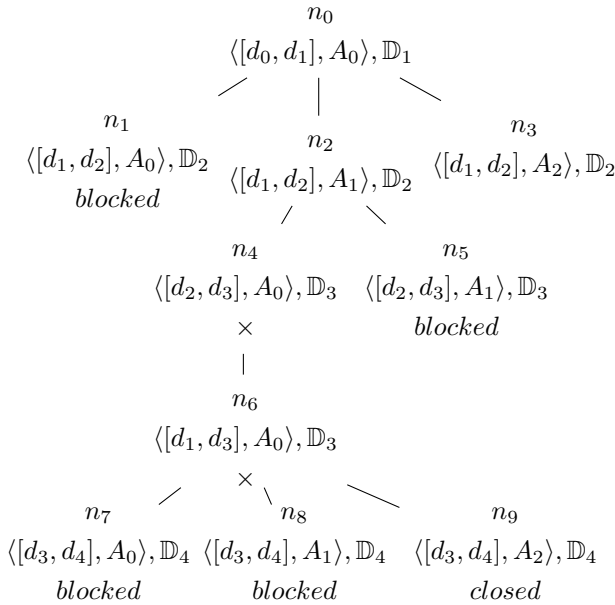 n₀
⟨[d₀, d₁], A₀⟩, 𝔻₁
n₁
⟨[d₁, d₂], A₀⟩, 𝔻₂
blocked
n₂
⟨[d₁, d₂], A₁⟩, 𝔻₂
n₃
⟨[d₁, d₂], A₂⟩, 𝔻₂
n₄
⟨[d₂, d₃], A₀⟩, 𝔻₃
×
n₅
⟨[d₂, d₃], A₁⟩, 𝔻₃
blocked
n₆
⟨[d₁, d₃], A₀⟩, 𝔻₃
×
n₇
⟨[d₃, d₄], A₀⟩, 𝔻₄
blocked
n₈
⟨[d₃, d₄], A₁⟩, 𝔻₄
blocked
n₉
⟨[d₃, d₄], A₂⟩, 𝔻₄
closed